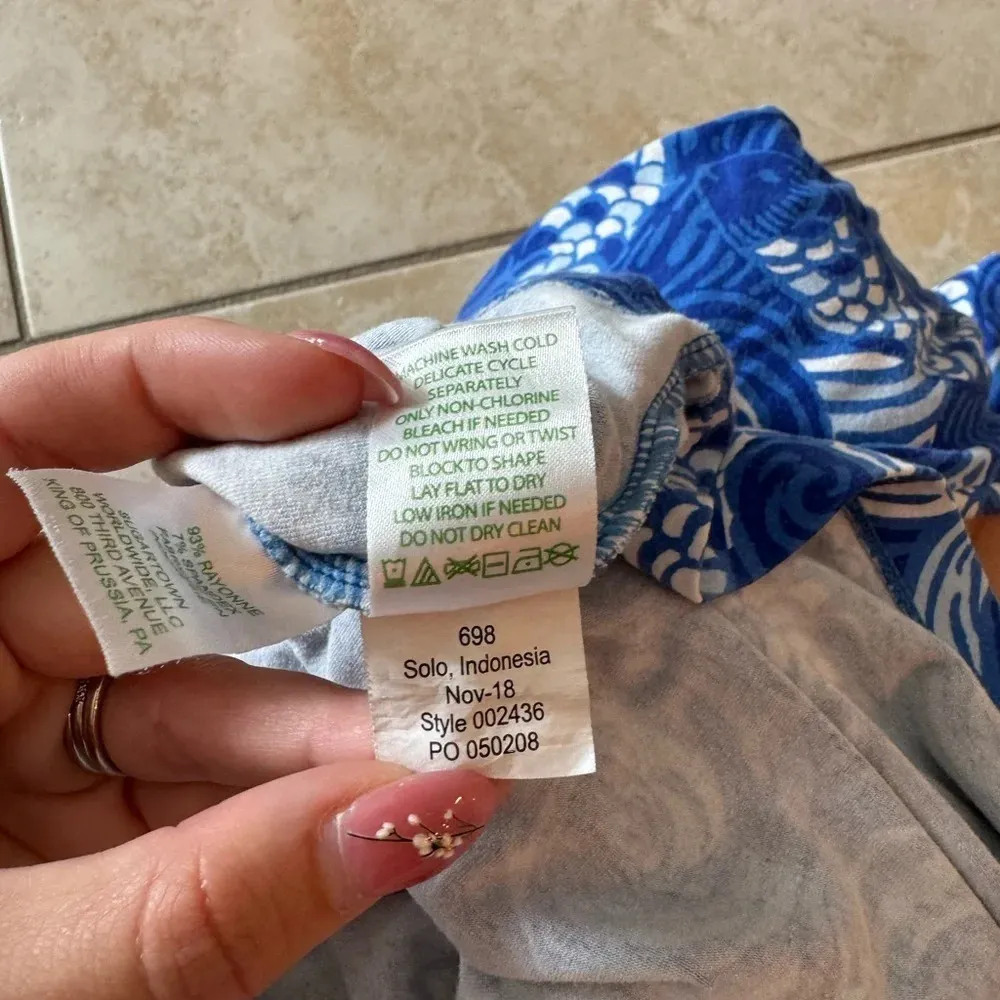 MACHINE WASH COLD
DELICATE CYCLE
SEPARATELY
ONLY NON-CHLORINE
BLEACH IF NEEDED
DO NOT WRING OR TWIST
BLOCK TO SHAPE
LAY FLAT TO DRY
LOW IRON IF NEEDED
DO NOT DRY CLEAN
698
Solo, Indonesia
Nov-18
Style 002436
PO 050208
93% RAYONNE
7% SPANDEX
SUGARTOWN
WORLDWIDE, LLC
800 THIRD AVENUE
KING OF PRUSSIA, PA